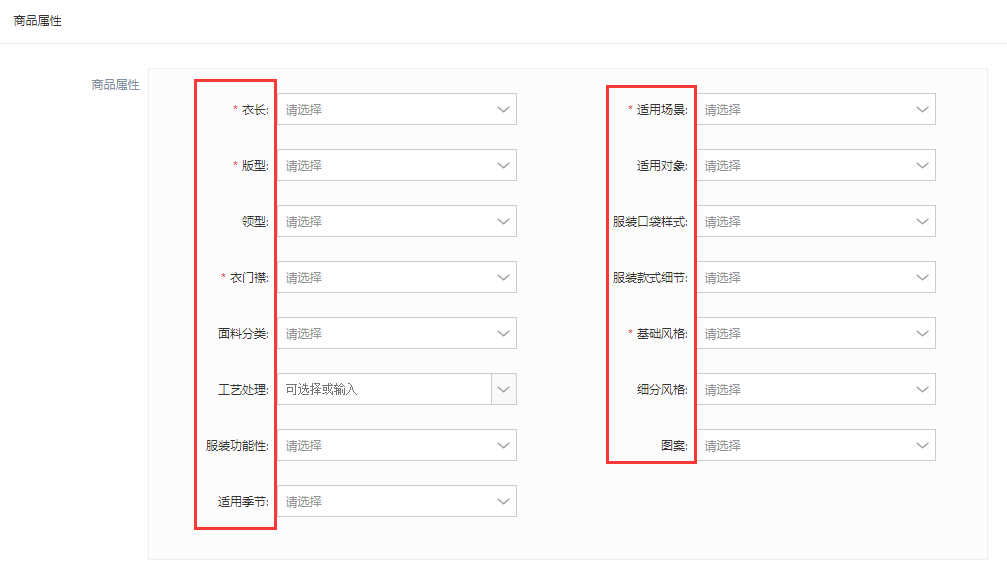 商品属性
商品属性
* 衣长: 请选择
* 适用场景: 请选择
* 版型: 请选择
适用对象: 请选择
领型: 请选择
服装口袋样式: 请选择
* 衣门襟: 请选择
服装款式细节: 请选择
面料分类: 请选择
* 基础风格: 请选择
工艺处理: 可选择或输入
细分风格: 请选择
服装功能性: 请选择
图案: 请选择
适用季节: 请选择